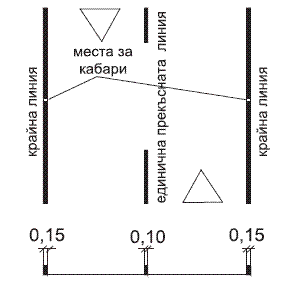 места за
кабари
крайна линия
единична прекъсната линия
крайна линия
0,15
0,10
0,15